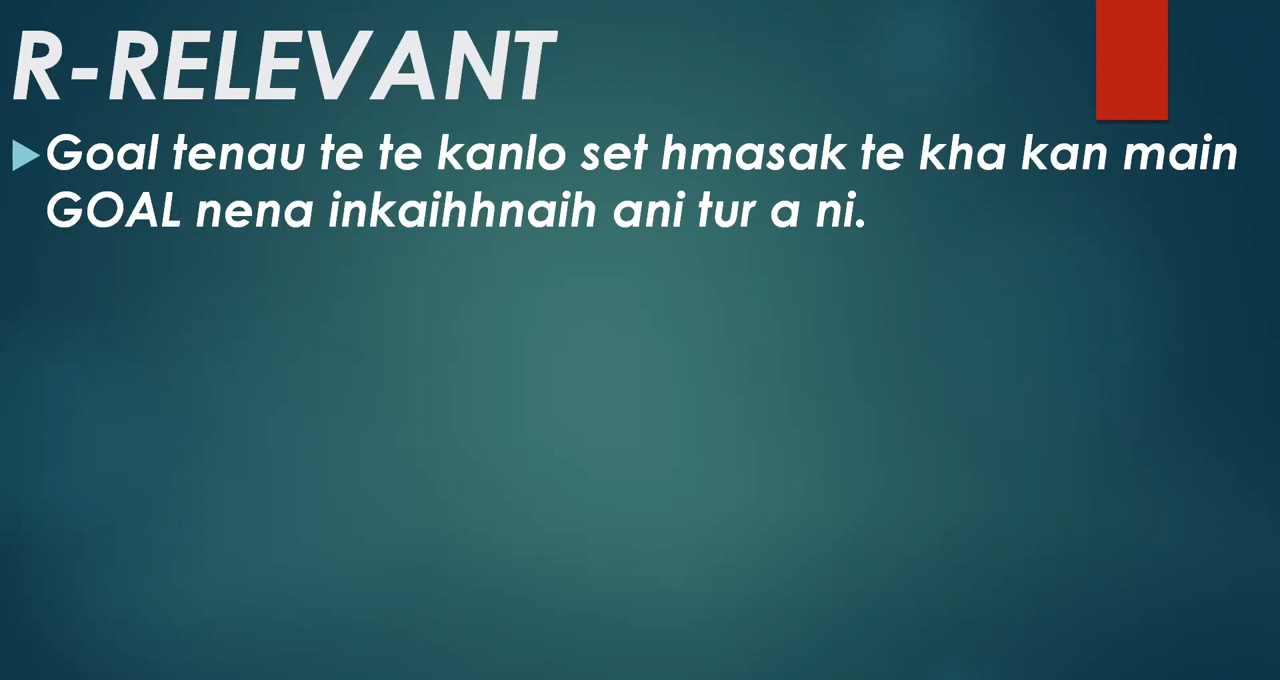 R-RELEVANT
Goal tenau te te kanlo set hmasak te kha kan main
GOAL nena inkaihhnaih ani tur a ni.